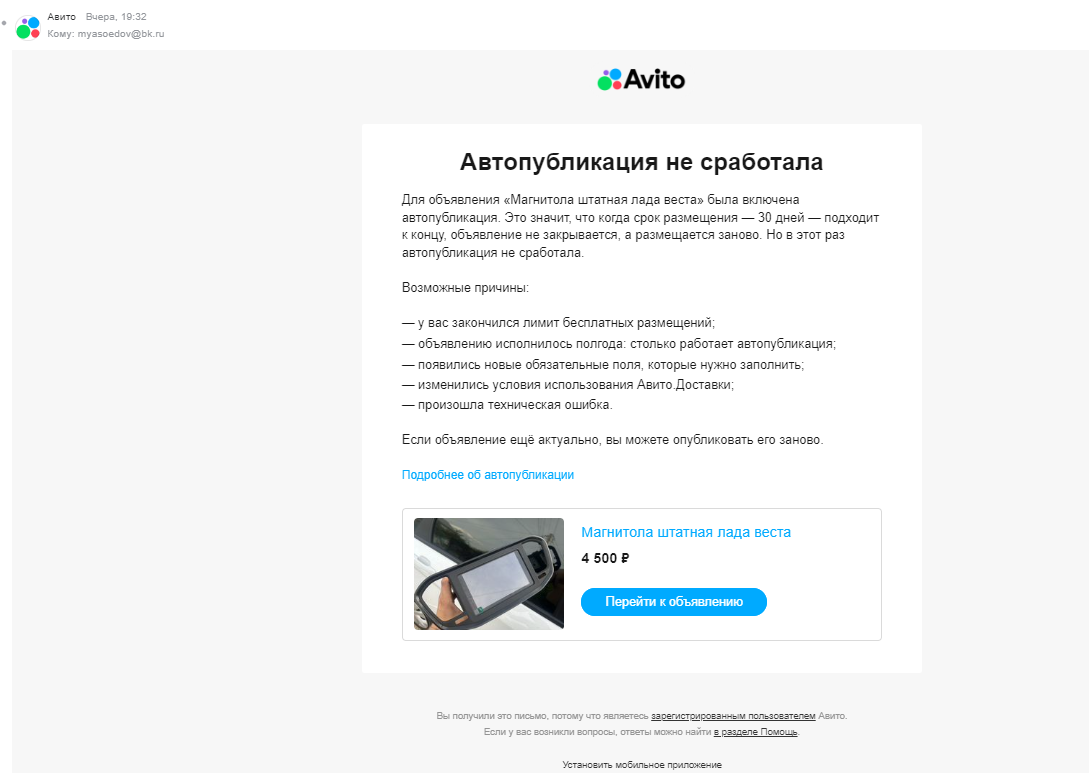 Авито Вчера, 19:32
Кому: myasoedov@bk.ru
Avito
Автопубликация не сработала
Для объявления «Магнитола штатная лада веста» была включена
автопубликация. Это значит, что когда срок размещения — 30 дней — подходит
к концу, объявление не закрывается, а размещается заново. Но в этот раз
автопубликация не сработала.
Возможные причины:
— у вас закончился лимит бесплатных размещений;
— объявлению исполнилось полгода: столько работает автопубликация;
— появились новые обязательные поля, которые нужно заполнить;
— изменились условия использования Авито.Доставки;
— произошла техническая ошибка.
Если объявление ещё актуально, вы можете опубликовать его заново.
Подробнее об автопубликации
Магнитола штатная лада веста
4 500 ₽
Перейти к объявлению
Вы получили это письмо, потому что являетесь зарегистрированным пользователем Авито.
Если у вас возникли вопросы, ответы можно найти в разделе Помощь.
Установить мобильное приложение